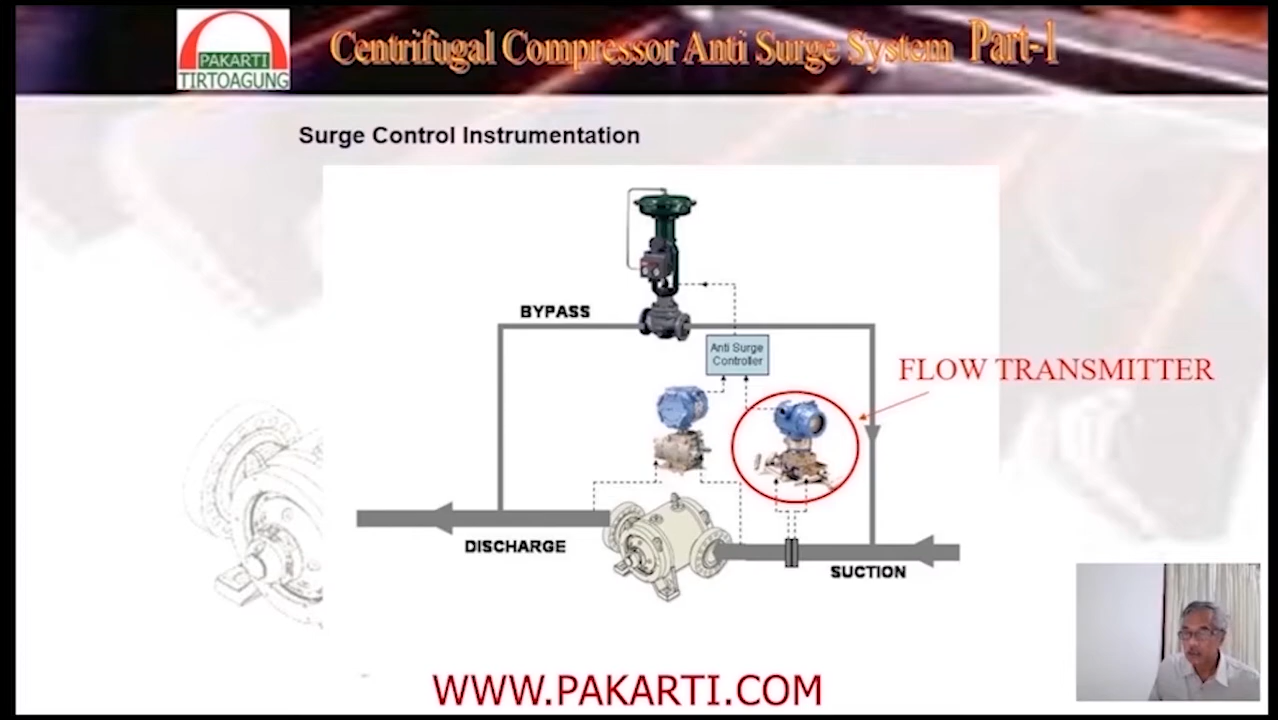 PAKARTI
TIRTOAGUNG
Centrifugal Compressor Anti Surge System Part-1
Surge Control Instrumentation
BYPASS
Anti Surge
Controller
FLOW TRANSMITTER
DISCHARGE
SUCTION
WWW.PAKARTI.COM